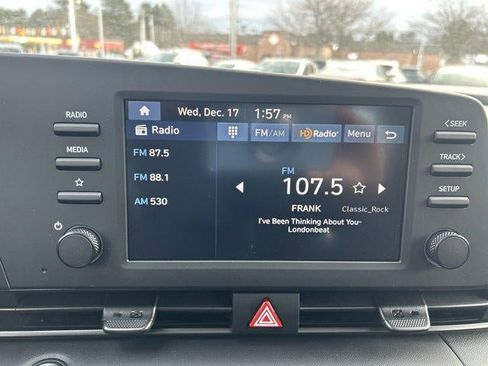 Wed, Dec. 17 1:57 PM
RADIO
Radio
FM/AM HD Radio Menu
<SEEK
MEDIA
FM 87.5
TRACK>
FM 88.1
FM
107.5
SETUP
AM 530
FRANK Classic_Rock
I've Been Thinking About You-
Londonbeat